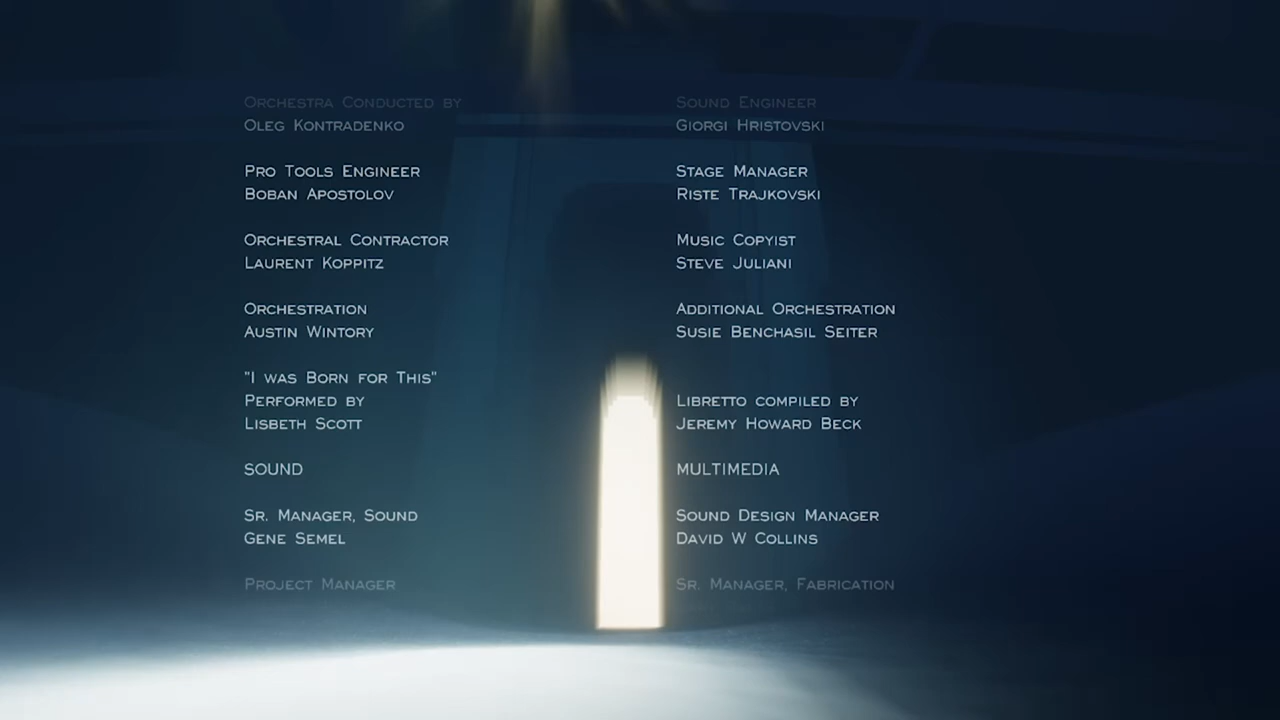 Orchestra Conducted by
Oleg Kontradenko
Pro Tools Engineer
Boban Apostolov
Orchestral Contractor
Laurent Koppitz
Orchestration
Austin Wintory
"I was Born for This"
Performed by
Lisbeth Scott
SOUND
Sr. Manager, Sound
Gene Semel
Project Manager
Sound Engineer
Giorgi Hristovski
Stage Manager
Riste Trajkovski
Music Copyist
Steve Juliani
Additional Orchestration
Susie Benchasil Seiter
Libretto compiled by
Jeremy Howard Beck
MULTIMEDIA
Sound Design Manager
David W Collins
Sr. Manager, Fabrication